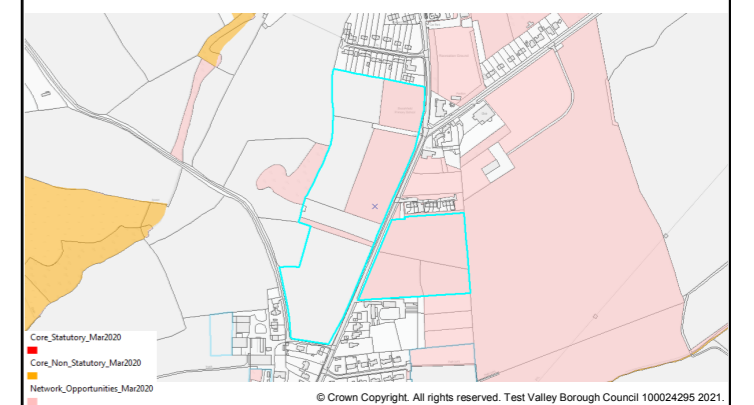 Core_Statutory_Mar2020
Core_Non_Statutory_Mar2020
Network_Opportunities_Mar2020
© Crown Copyright. All rights reserved. Test Valley Borough Council 100024295 2021.